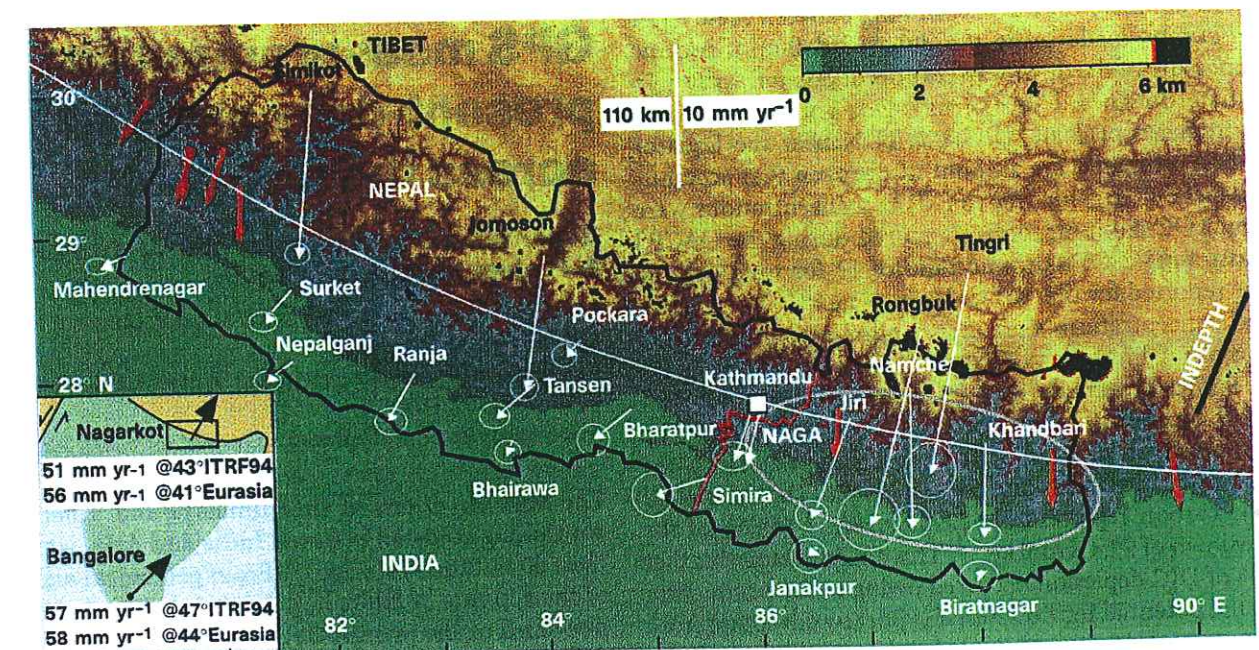 TIBET
Simikot
30°
0
2
4
6 km
110 km
10 mm yr-1
NEPAL
Jomoson
Tingri
29°
Mahendrenagar
Surket
Pockara
Rongbuk
INDEPTH
Nepalganj
Ranja
Namche
28° N
Tansen
Kathmandu
Jiri
Nagarkot
Bharatpur
NAGA
Khandbari
51 mm yr-1 @43°ITRF94
56 mm yr-1 @41°Eurasia
Bhairawa
Simira
Bangalore
INDIA
Janakpur
Biratnagar
57 mm yr-1 @47°ITRF94
58 mm yr-1 @44°Eurasia
82°
84°
86°
90° E